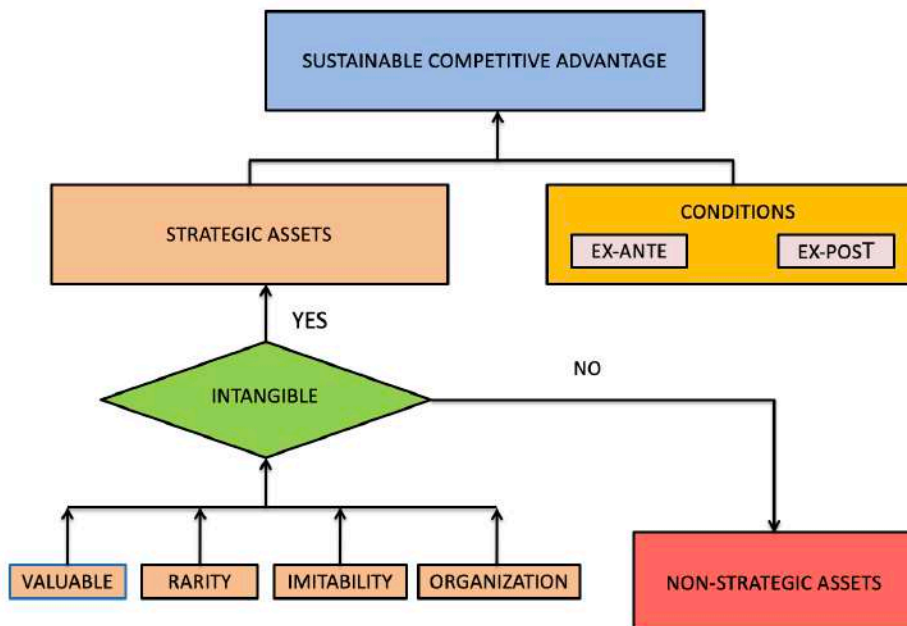 SUSTAINABLE COMPETITIVE ADVANTAGE
STRATEGIC ASSETS
CONDITIONS
EX-ANTE
EX-POST
YES
INTANGIBLE
NO
VALUABLE
RARITY
IMITABILITY
ORGANIZATION
NON-STRATEGIC ASSETS